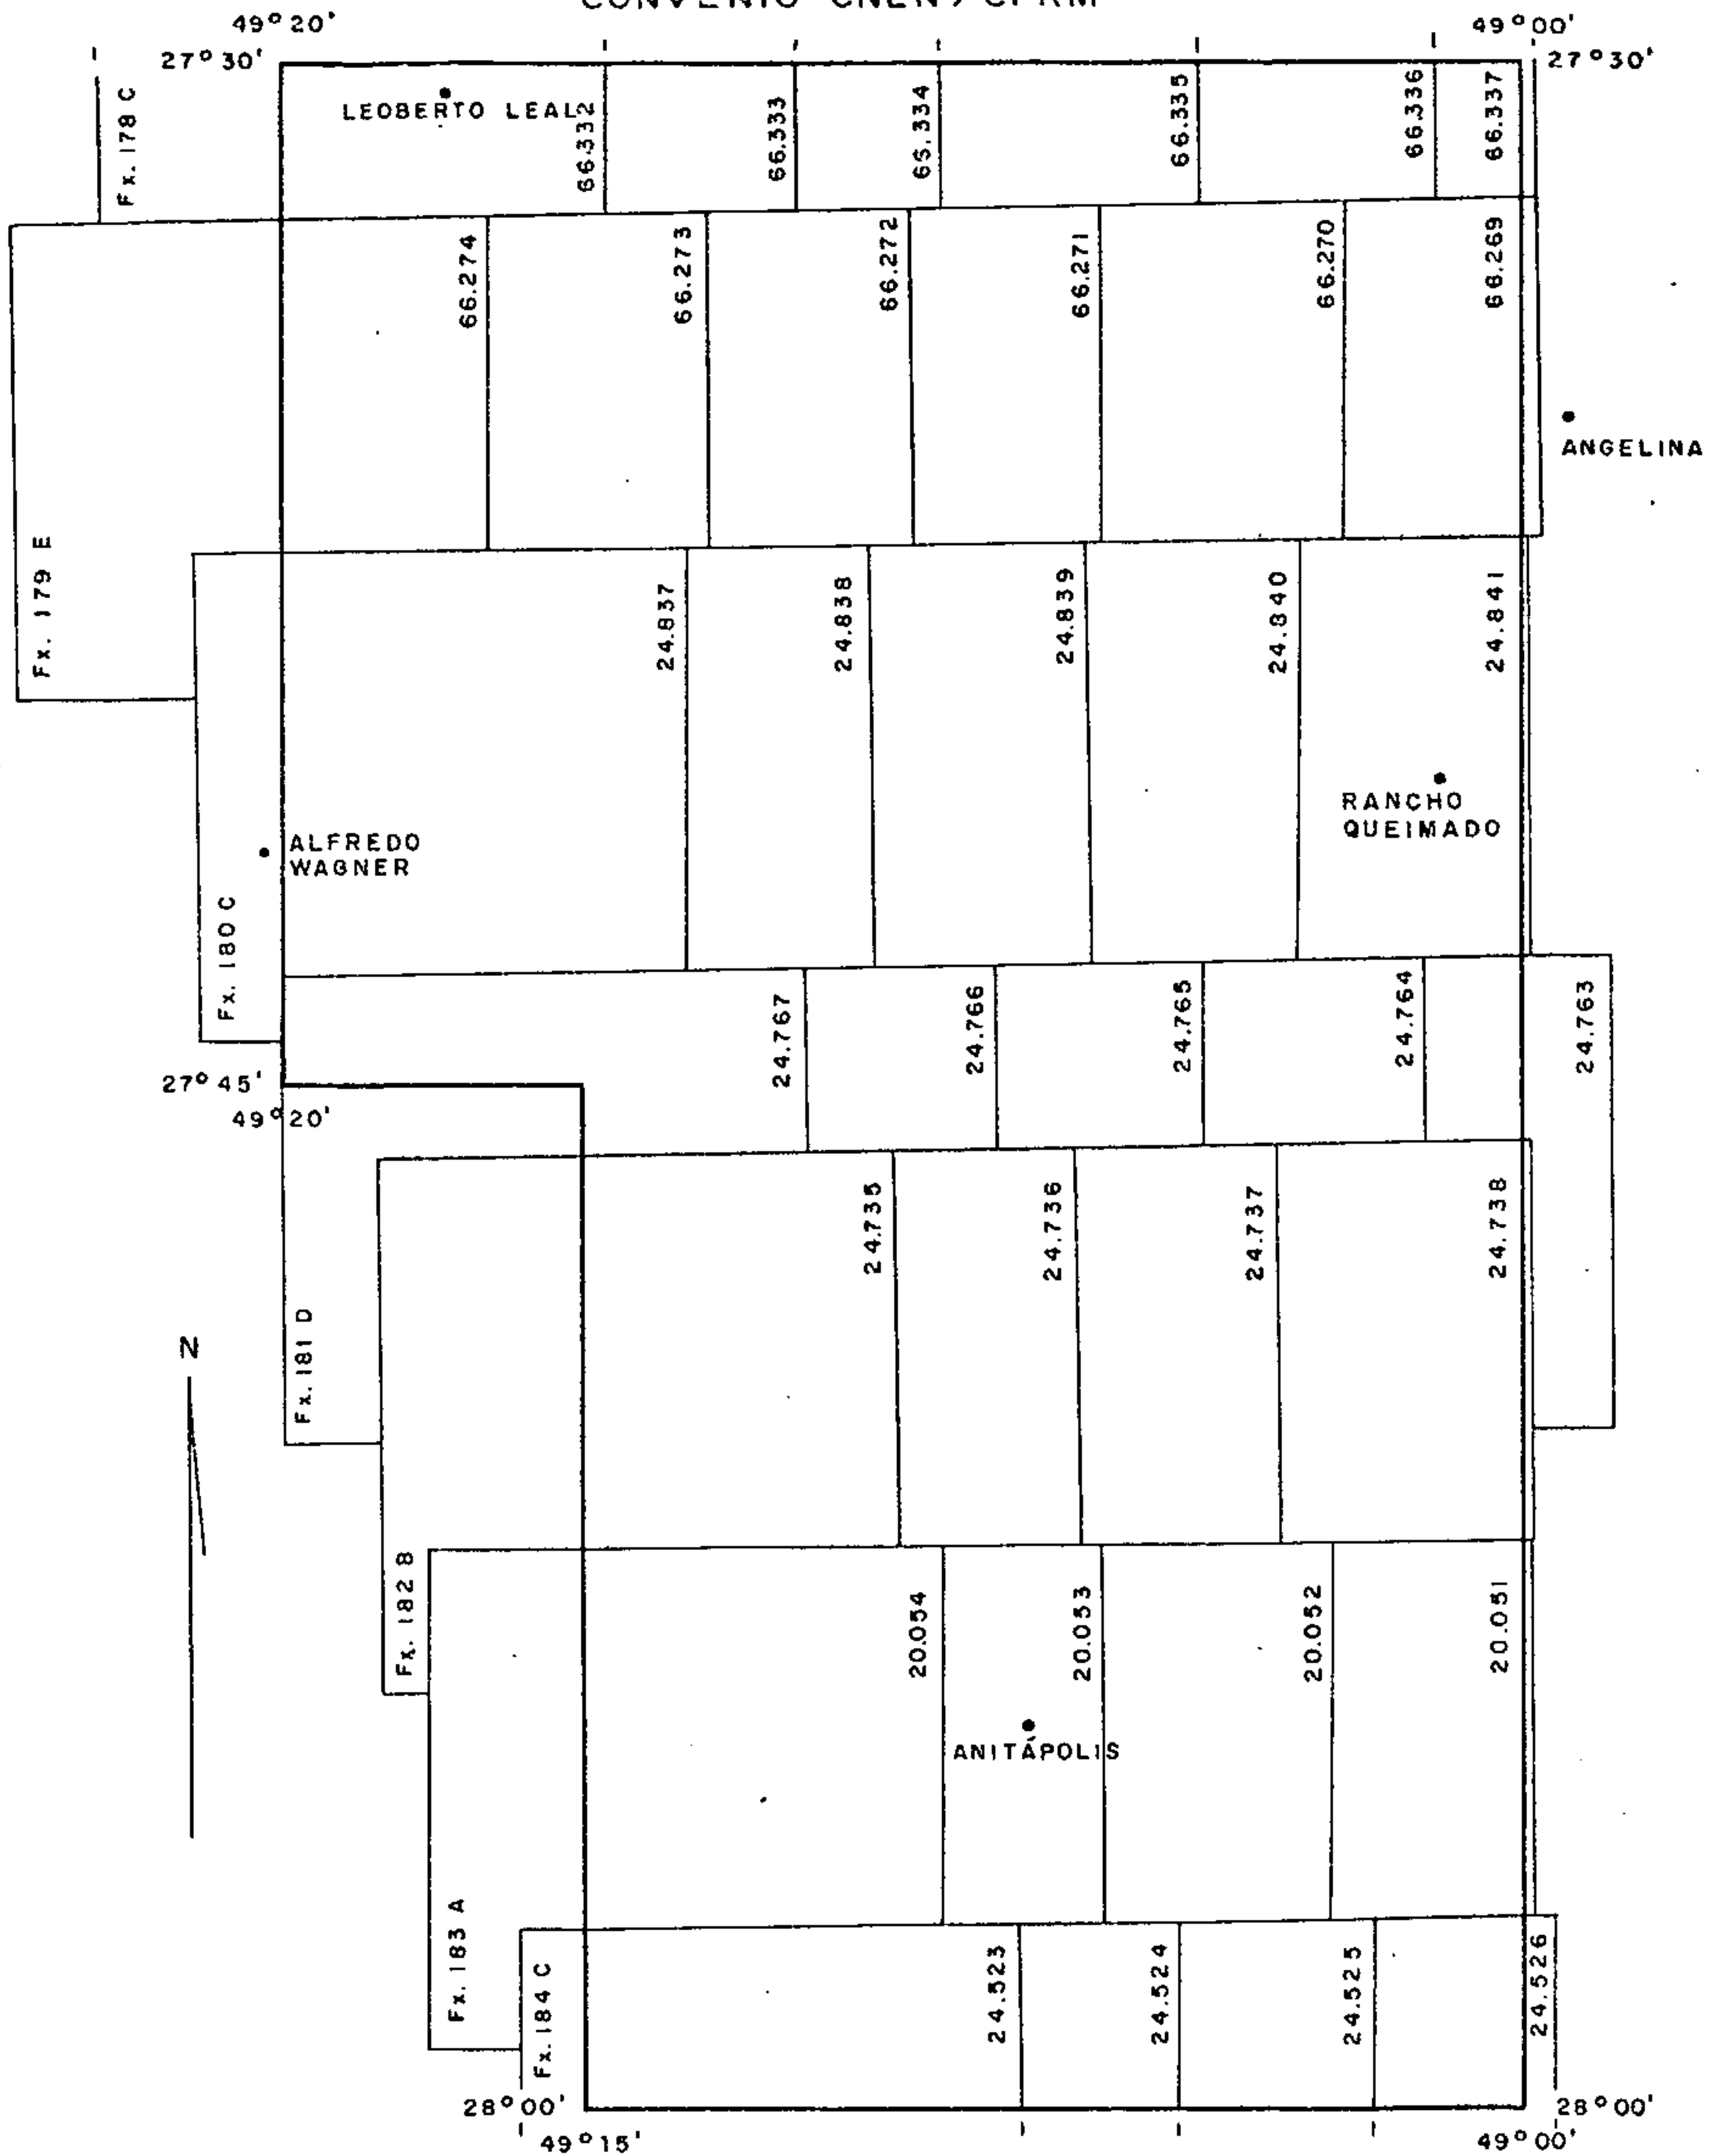 CONVÊNIO CNEN/CPRM
49° 20'
49° 00'
27° 30'
27° 30'
Fx. 178 C
LEOBERTO LEAL
66.332
66.333
65.334
66.335
66.336
66.337
66.274
66.273
66.272
66.271
66.270
66.269
ANGELINA
Fx. 179 E
24.837
24.838
24.839
24.840
24.841
RANCHO
QUEIMADO
ALFREDO
WAGNER
Fx. 180 C
24.767
24.766
24.765
24.764
24.763
27° 45'
49° 20'
24.735
24.736
24.737
24.738
Fx. 181 D
N
Fx. 182 B
20.054
20.053
20.052
20.051
ANITÁPOLIS
Fx. 183 A
Fx. 184 C
24.523
24.524
24.525
24.526
28° 00'
28° 00'
49° 15'
49° 00'